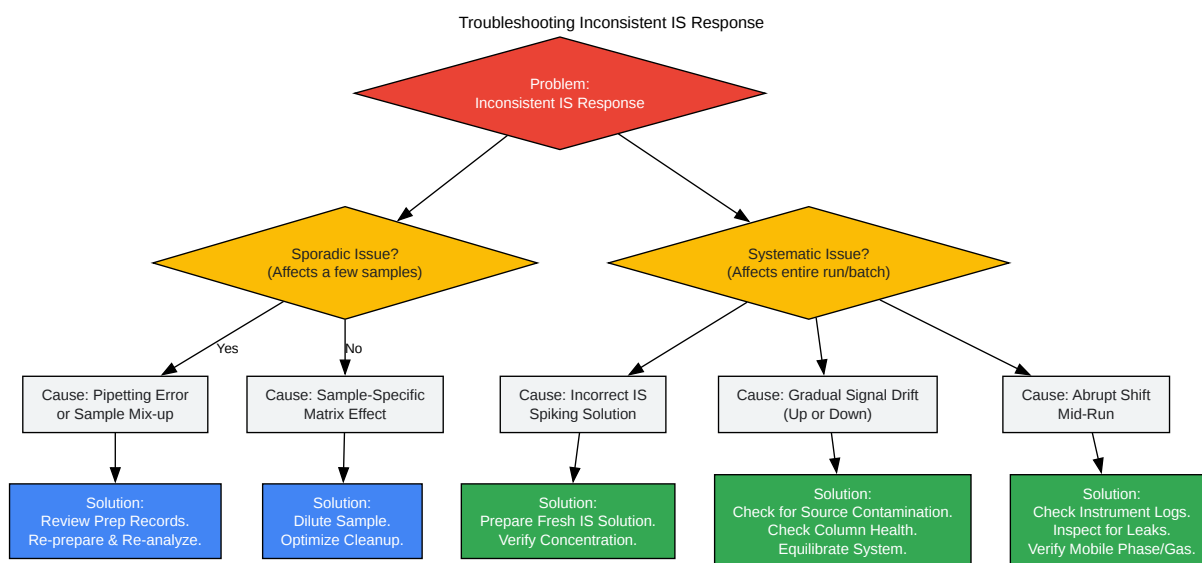 Troubleshooting Inconsistent IS Response
Problem:
Inconsistent IS Response
Sporadic Issue?
(Affects a few samples)
Systematic Issue?
(Affects entire run/batch)
Yes
No
Cause: Pipetting Error
or Sample Mix-up
Cause: Sample-Specific
Matrix Effect
Cause: Incorrect IS
Spiking Solution
Cause: Gradual Signal Drift
(Up or Down)
Cause: Abrupt Shift
Mid-Run
Solution:
Review Prep Records.
Re-prepare & Re-analyze.
Solution:
Dilute Sample.
Optimize Cleanup.
Solution:
Prepare Fresh IS Solution.
Verify Concentration.
Solution:
Check for Source Contamination.
Check Column Health.
Equilibrate System.
Solution:
Check Instrument Logs.
Inspect for Leaks.
Verify Mobile Phase/Gas.